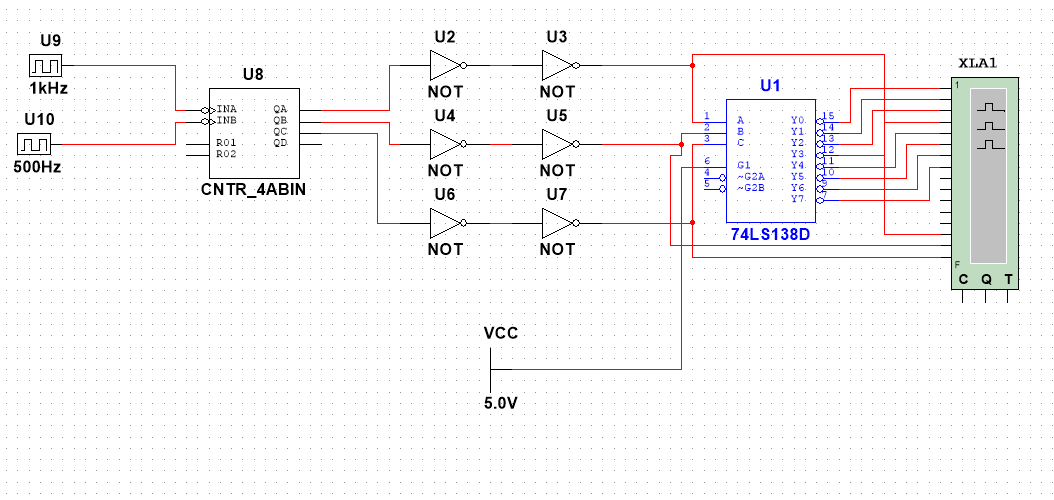 U9
1kHz
U10
500Hz
U8
INA
INB
R01
R02
QA
QB
QC
QD
CNTR_4ABIN
U2
NOT
U3
NOT
U4
NOT
U5
NOT
U6
NOT
U7
NOT
VCC
5.0V
U1
1
2
3
6
4
5
A
B
C
G1
~G2A
~G2B
Y0
Y1
Y2
Y3
Y4
Y5
Y6
Y7
15
14
13
12
11
10
9
7
74LS138D
XLA1
1
F
C Q T